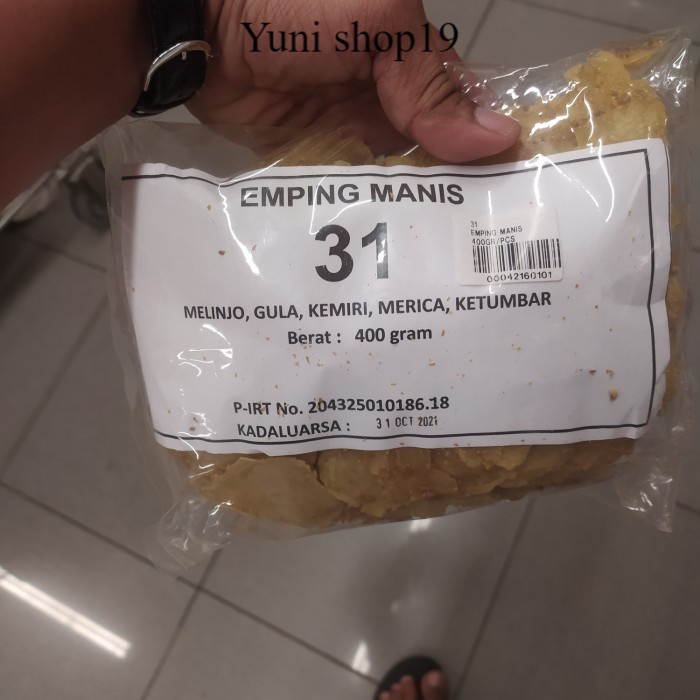 Yuni shop19
EMPING MANIS
31
31
EMPING MANIS
400GR/PCS
00042160101
MELINJO, GULA, KEMIRI, MERICA, KETUMBAR
Berat : 400 gram
P-IRT No. 204325010186.18
KADALUARSA : 31 OCT 2021